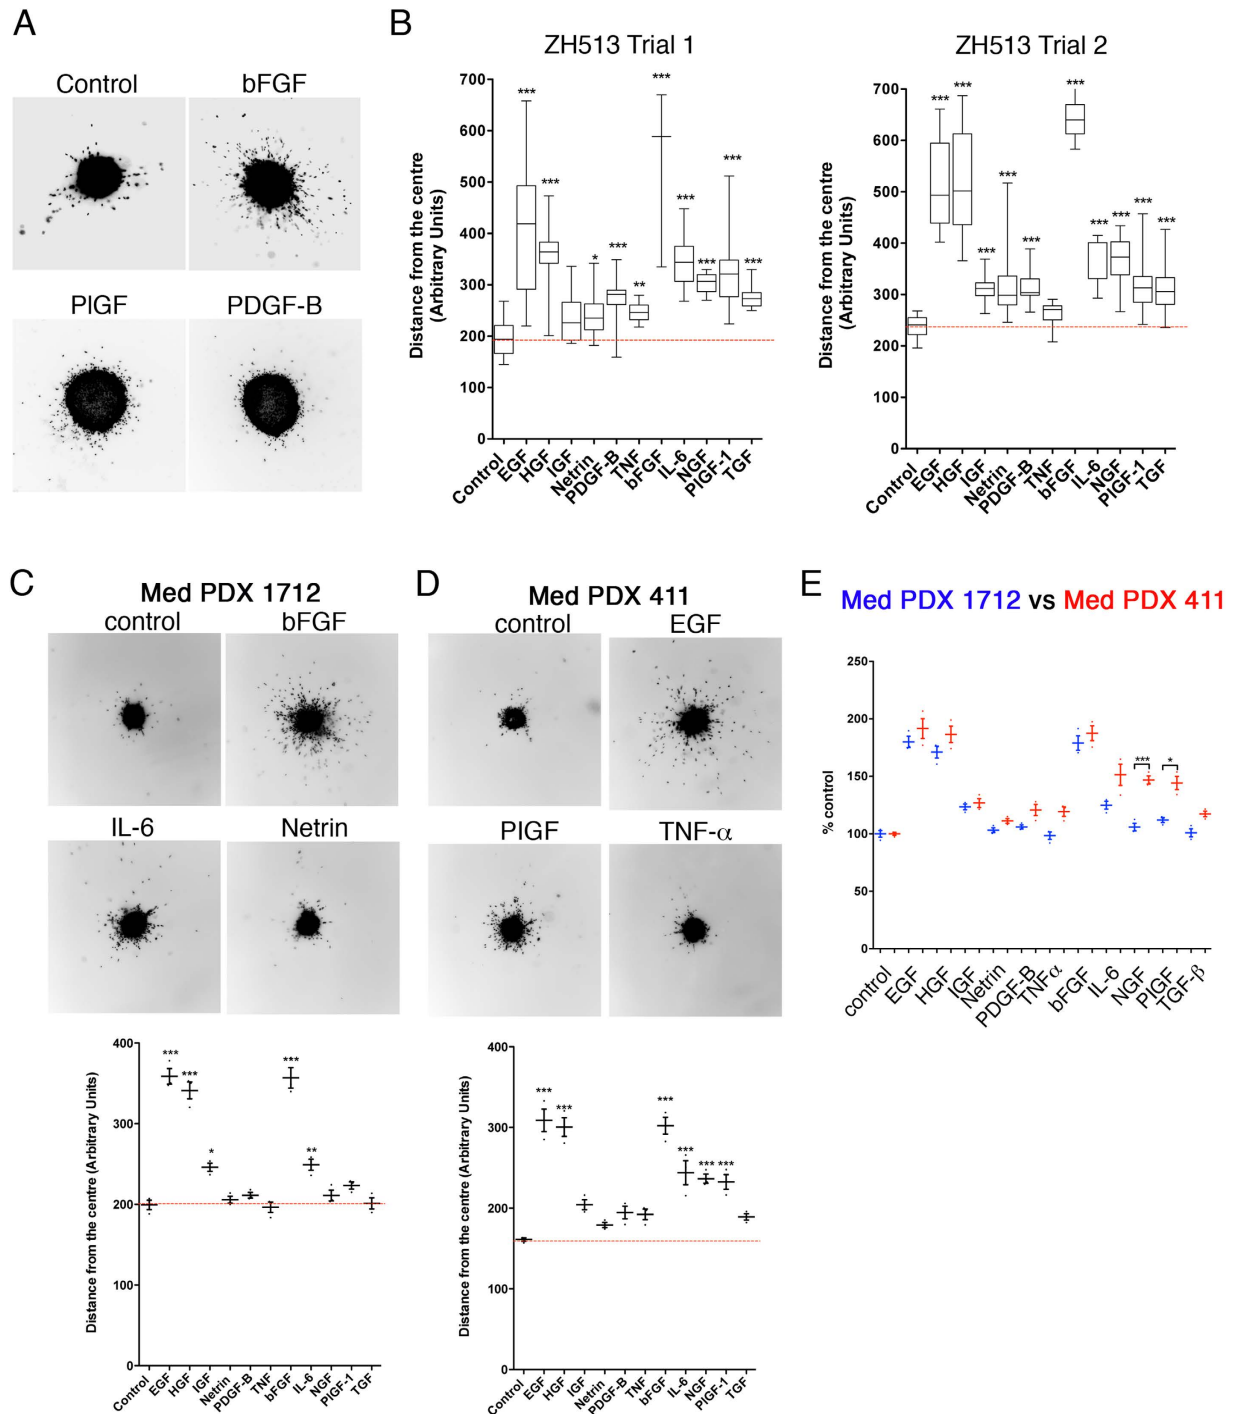 A
Control
bFGF
PlGF
PDGF-B
B
ZH513 Trial 1
Distance from the centre
(Arbitrary Units)
700
600
500
400
300
200
100
0
***
***
*
***
**
***
***
***
***
***
Control
EGF
HGF
IGF
Netrin
PDGF-B
TNF
bFGF
IL-6
NGF
PlGF-1
TGF
ZH513 Trial 2
Distance from the centre
(Arbitrary Units)
700
600
500
400
300
200
100
0
***
***
***
***
***
***
***
***
***
***
Control
EGF
HGF
IGF
Netrin
PDGF-B
TNF
bFGF
IL-6
NGF
PlGF-1
TGF
C
Med PDX 1712
control
bFGF
IL-6
Netrin
Distance from the centre (Arbitrary Units)
400
300
200
100
0
***
***
*
***
**
Control
EGF
HGF
IGF
Netrin
PDGF-B
TNF
bFGF
IL-6
NGF
PlGF-1
TGF
D
Med PDX 411
control
EGF
PlGF
TNF-α
Distance from the centre (Arbitrary Units)
400
300
200
100
0
***
***
***
***
***
***
Control
EGF
HGF
IGF
Netrin
PDGF-B
TNF
bFGF
IL-6
NGF
PlGF-1
TGF
E
Med PDX 1712 vs Med PDX 411
% control
250
200
150
100
50
0
***
*
control
EGF
HGF
IGF
Netrin
PDGF-B
TNFα
bFGF
IL-6
NGF
PlGF
TGF-β